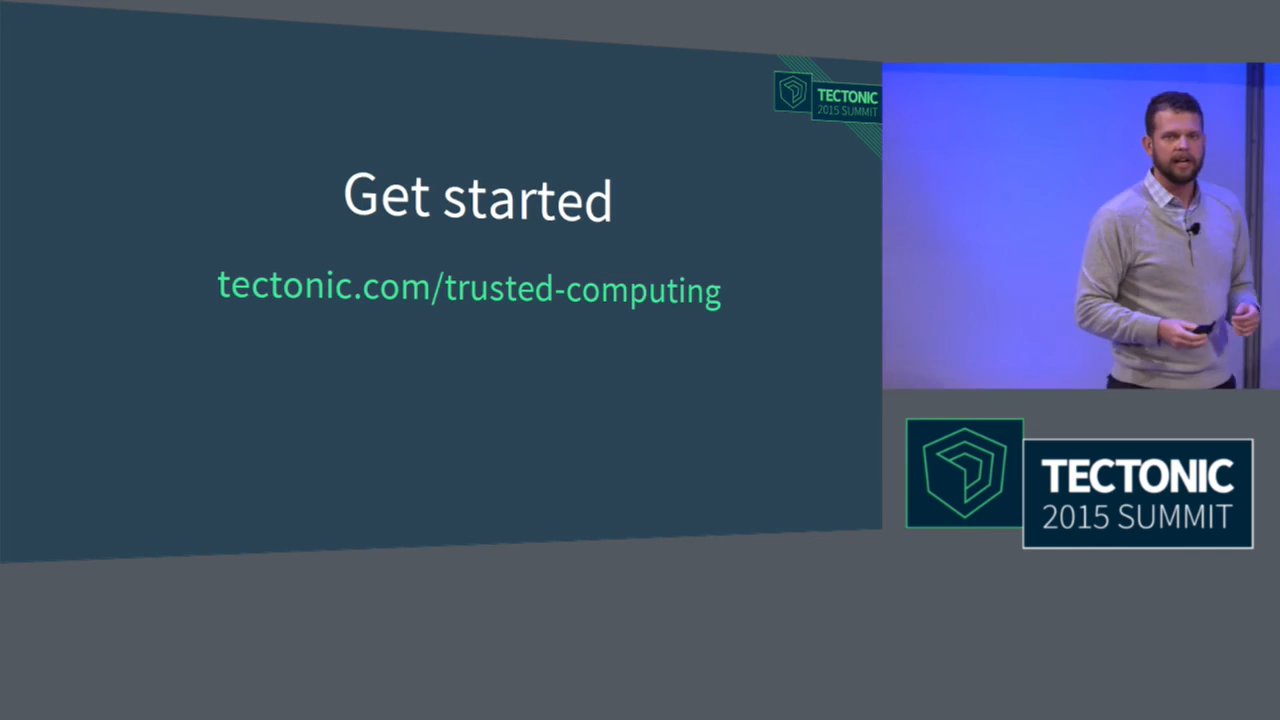 TECTONIC
2015 SUMMIT
Get started
tectonic.com/trusted-computing
TECTONIC
2015 SUMMIT